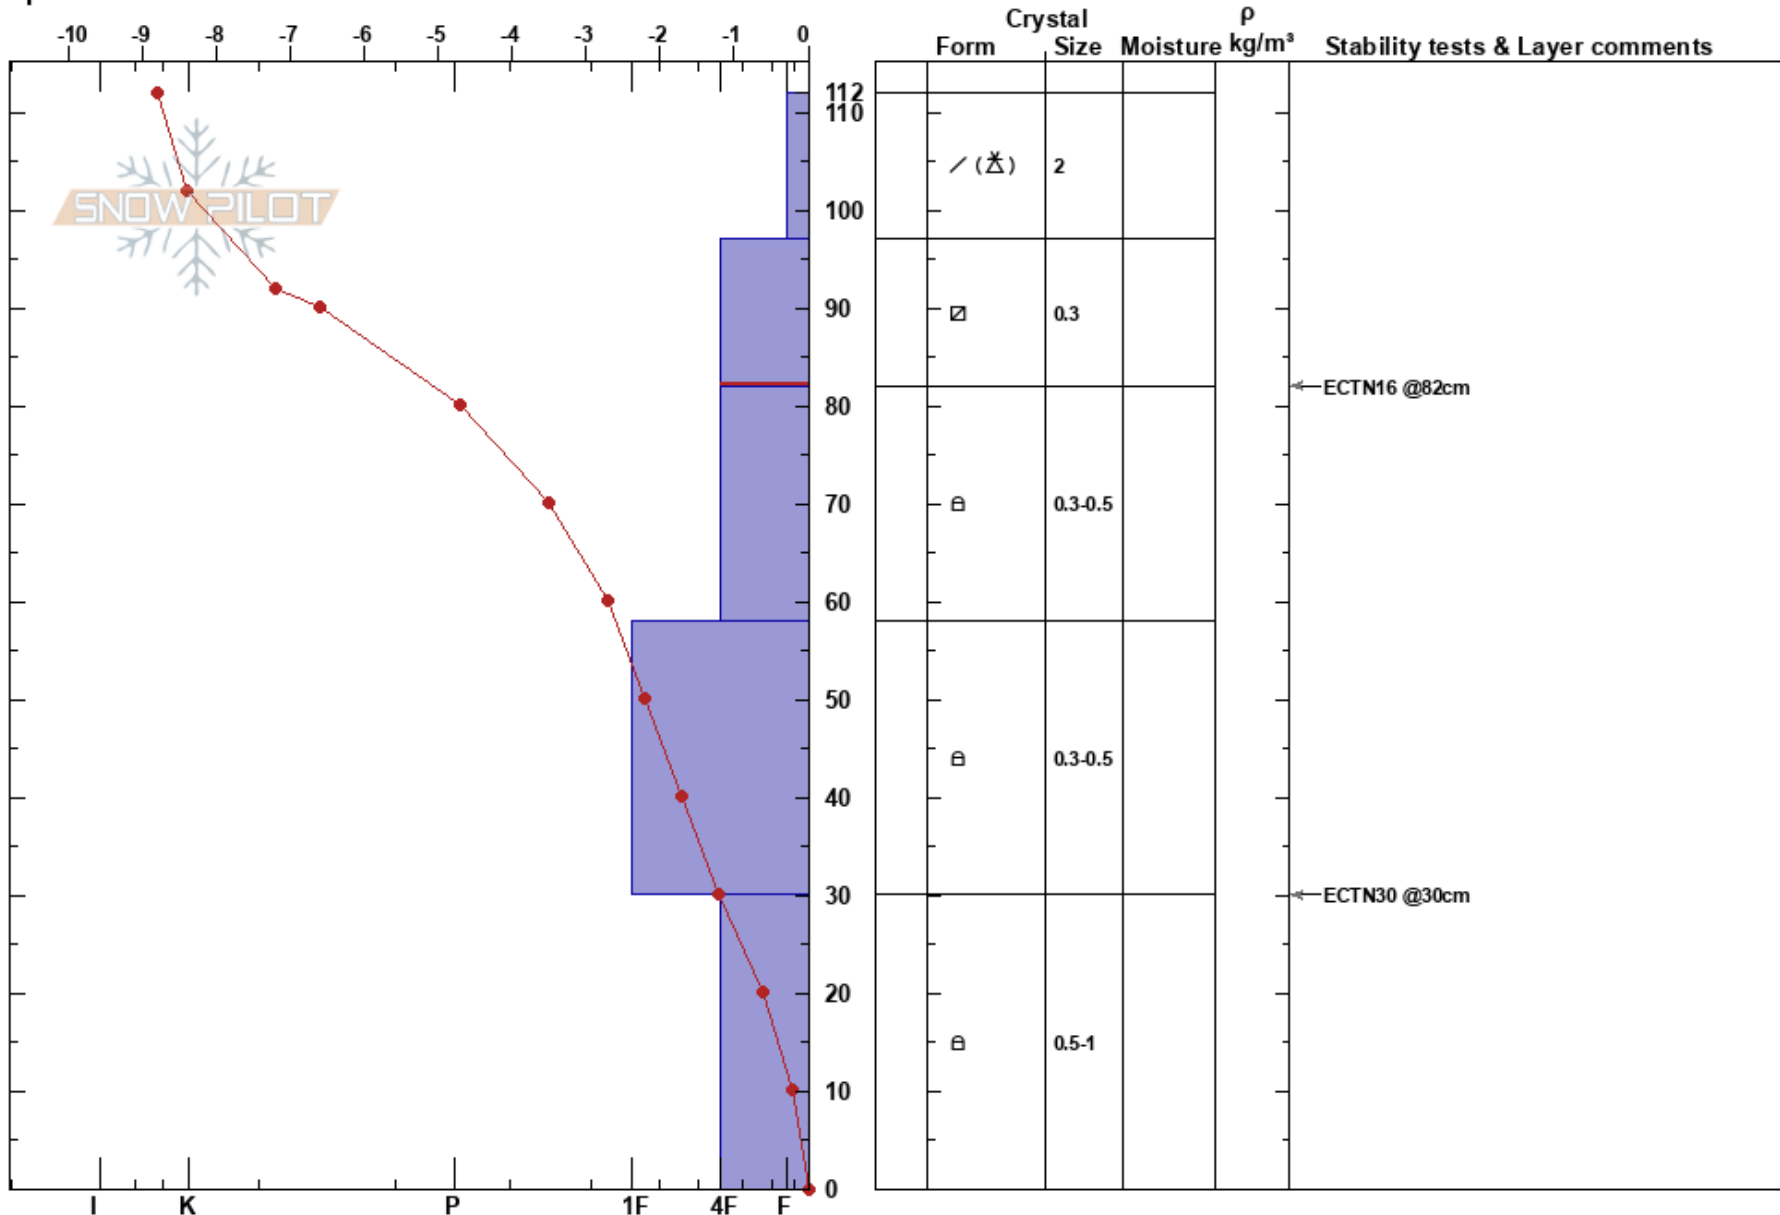 -10 -9 -8 -7 -6 -5 -4 -3 -2 -1 0
Crystal ρ
Form Size Moisture kg/m³ Stability tests & Layer comments
112
110
2
SNOW PILOT
100
90 0.3
ECTN16 @82cm
80
70 0.3-0.5
60
50
0.3-0.5
40
30 ECTN30 @30cm
20
0.5-1
10
0
I K P 1F 4F F